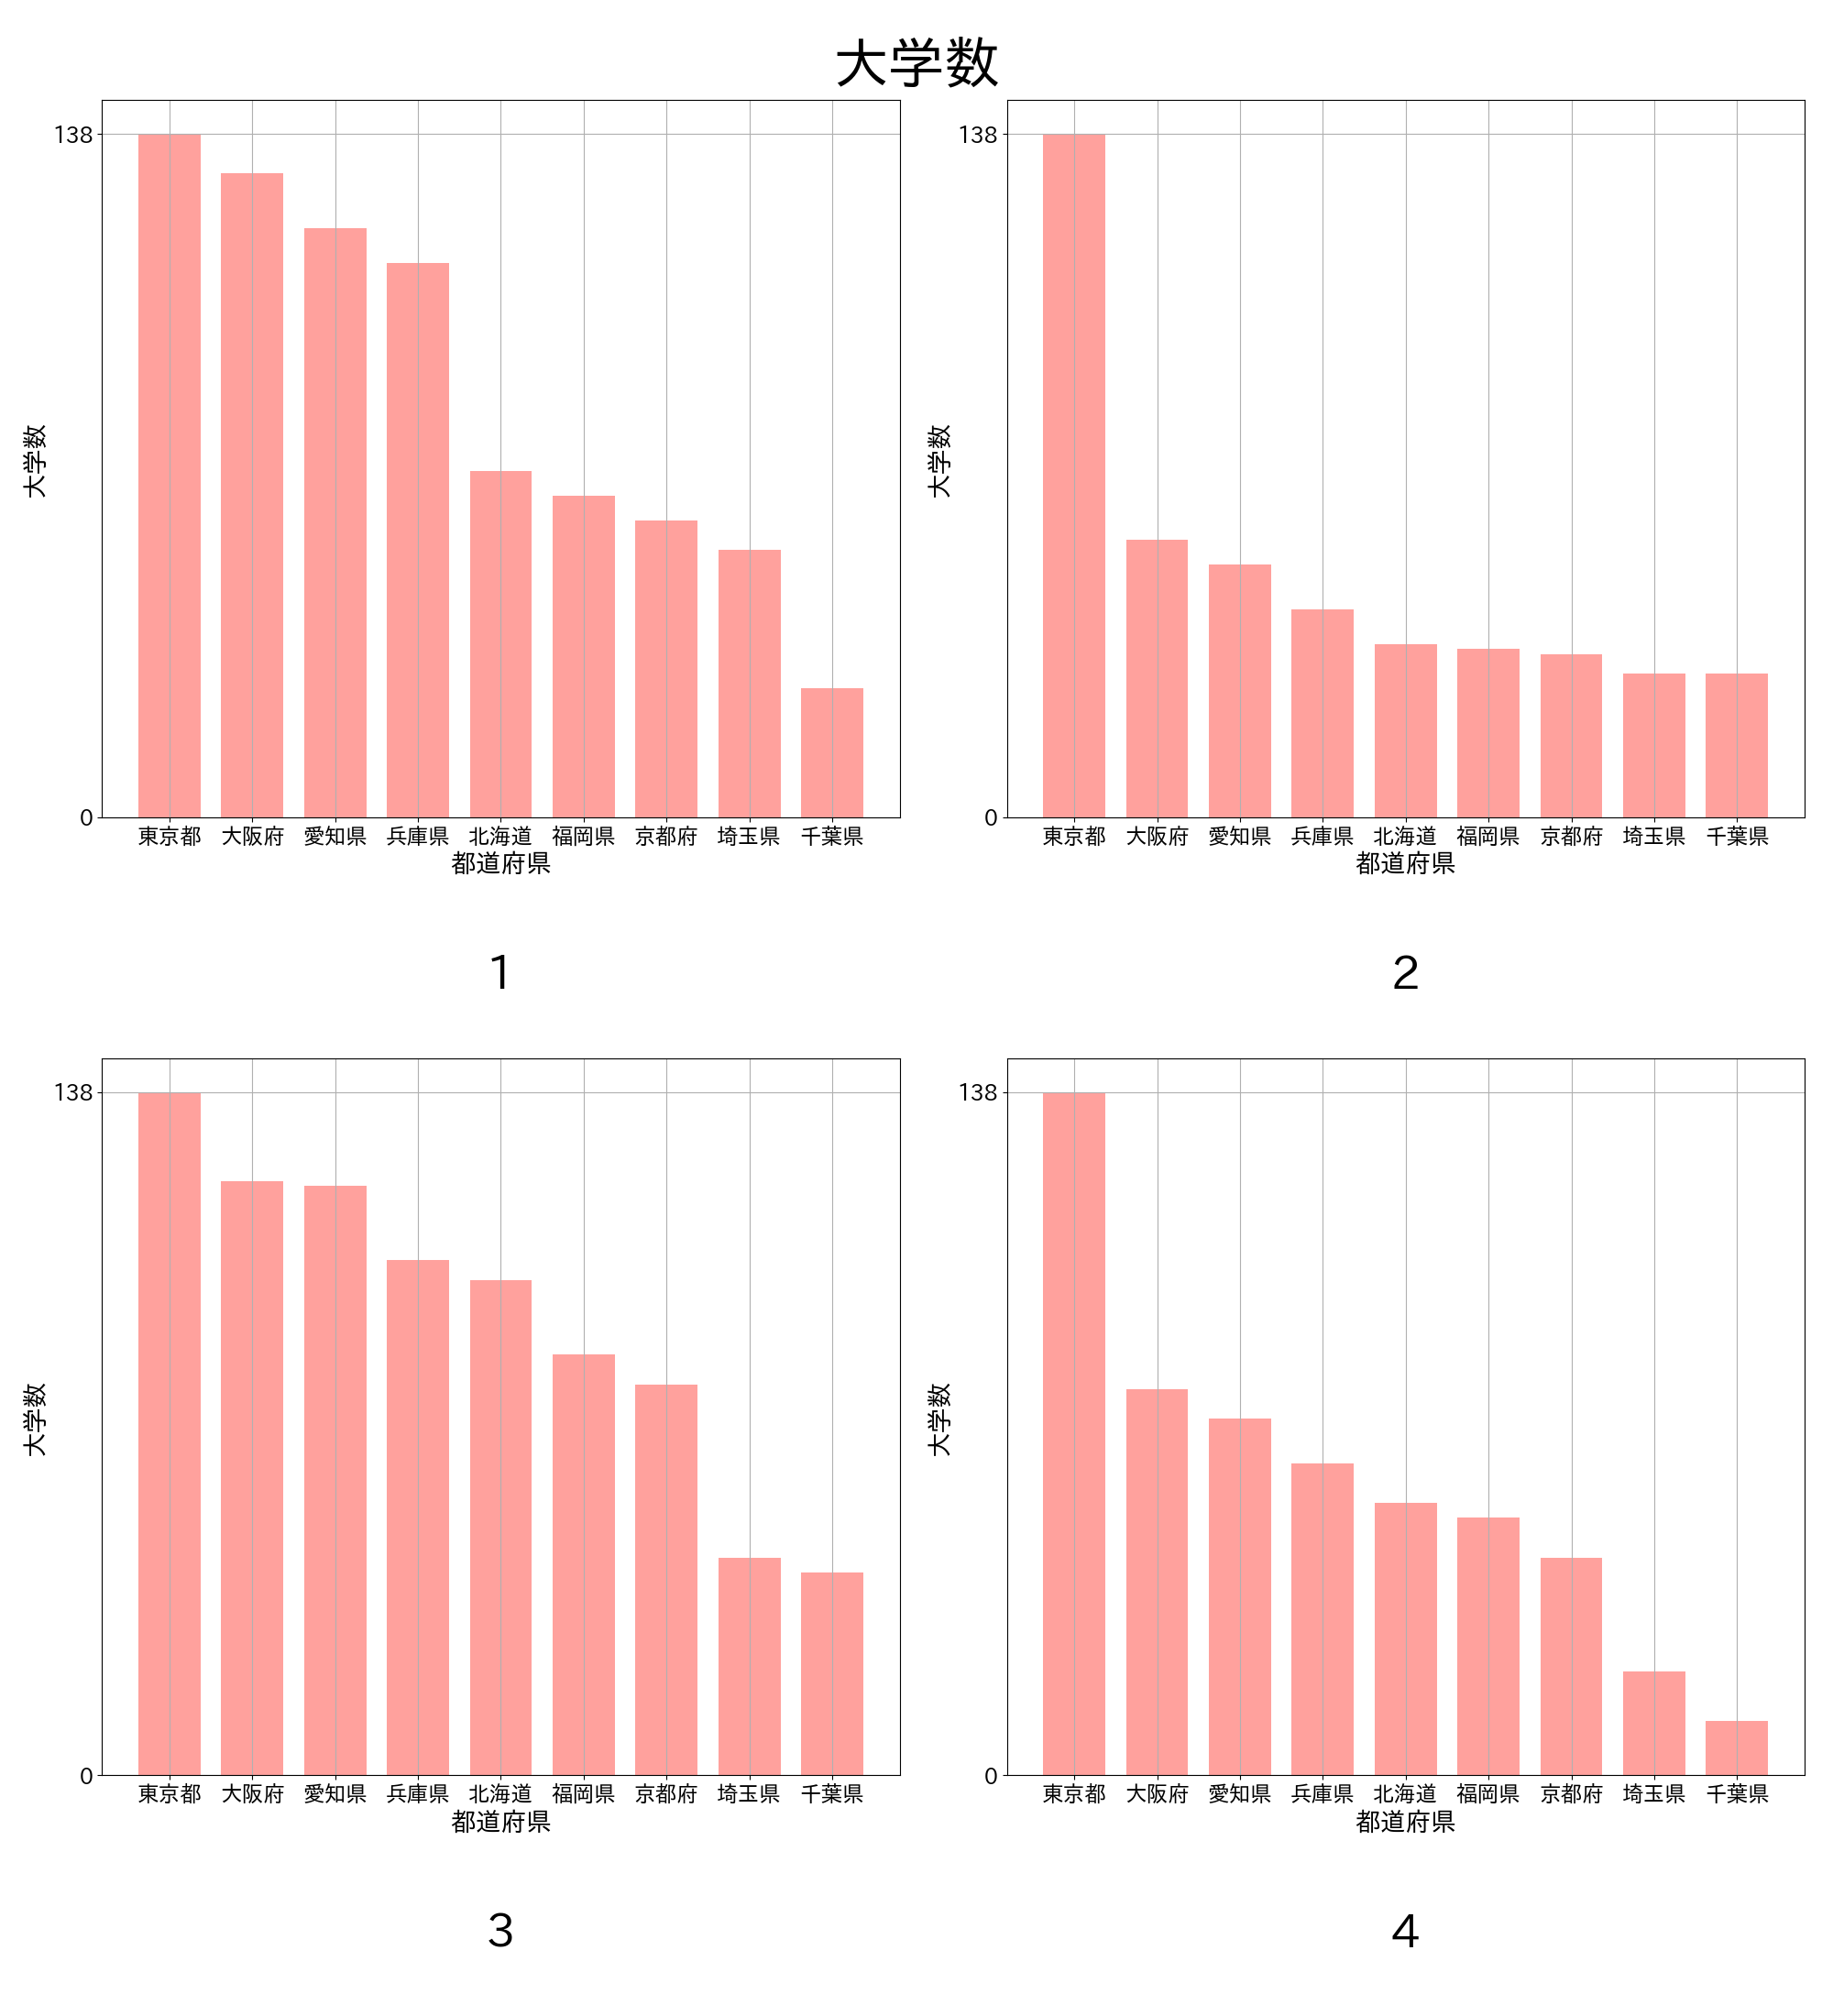 大学数
138
0
大学数
東京都 大阪府 愛知県 兵庫県 北海道 福岡県 京都府 埼玉県 千葉県
都道府県
1
138
0
大学数
東京都 大阪府 愛知県 兵庫県 北海道 福岡県 京都府 埼玉県 千葉県
都道府県
2
138
0
大学数
東京都 大阪府 愛知県 兵庫県 北海道 福岡県 京都府 埼玉県 千葉県
都道府県
3
138
0
大学数
東京都 大阪府 愛知県 兵庫県 北海道 福岡県 京都府 埼玉県 千葉県
都道府県
4